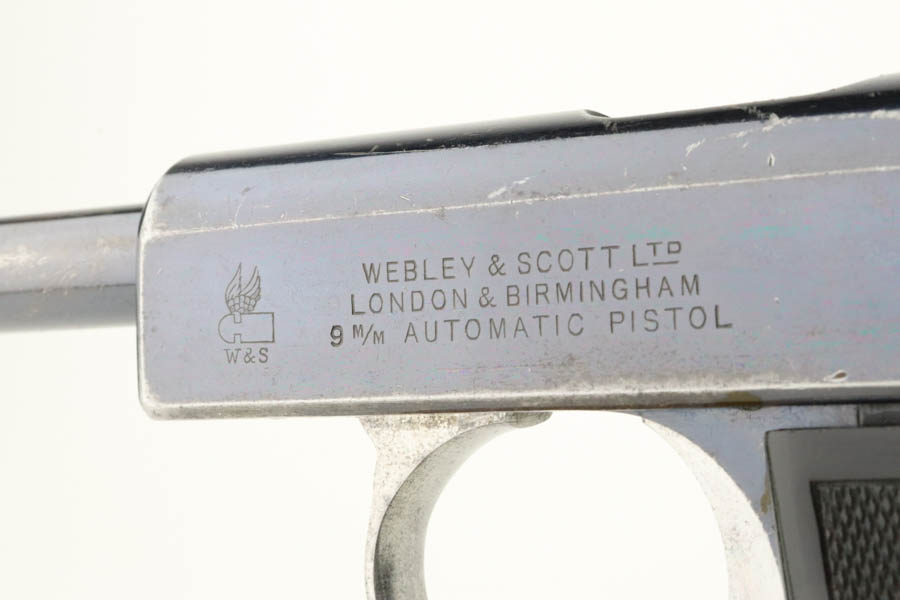 WEBLEY & SCOTT LTD
LONDON & BIRMINGHAM
9 M/M AUTOMATIC PISTOL
W&S